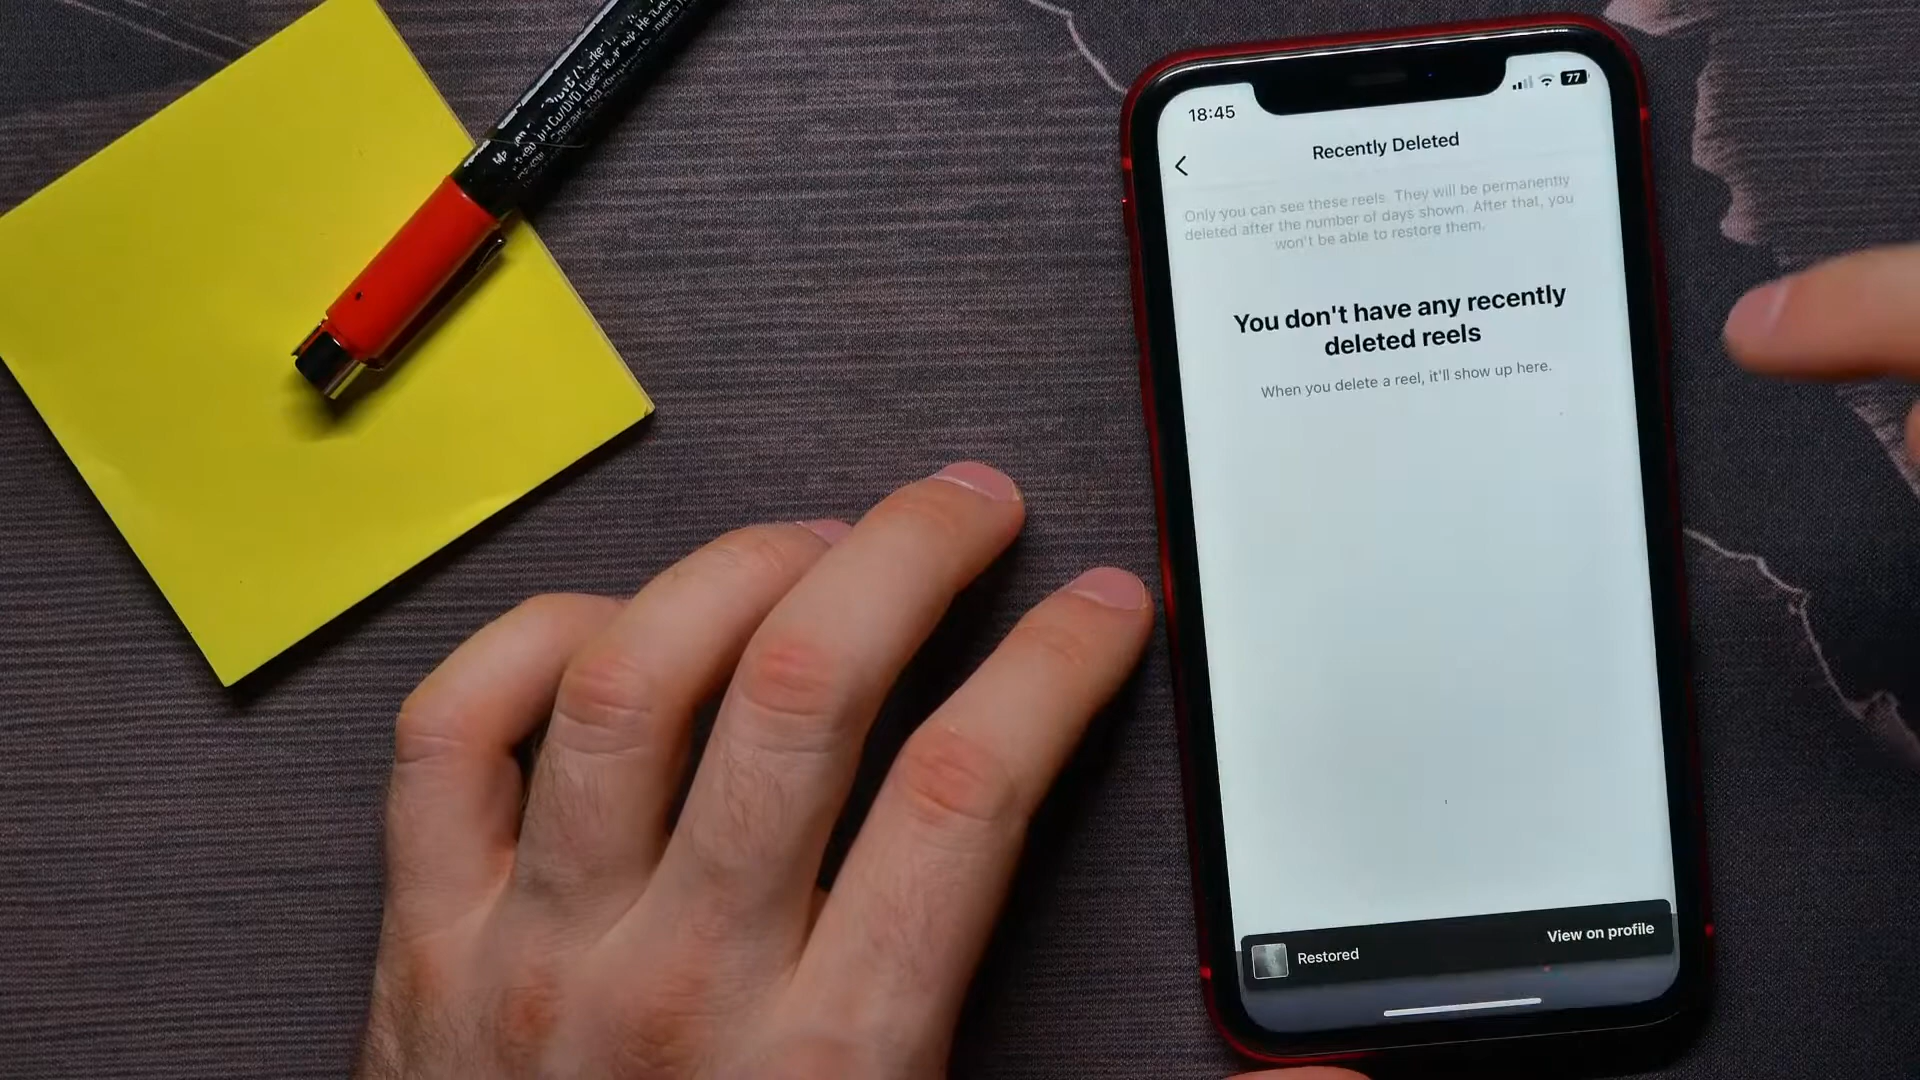 18:45
77
Recently Deleted
Only you can see these reels. They will be permanently
deleted after the number of days shown. After that, you
won't be able to restore them.
You don't have any recently
deleted reels
When you delete a reel, it'll show up here.
Restored
View on profile